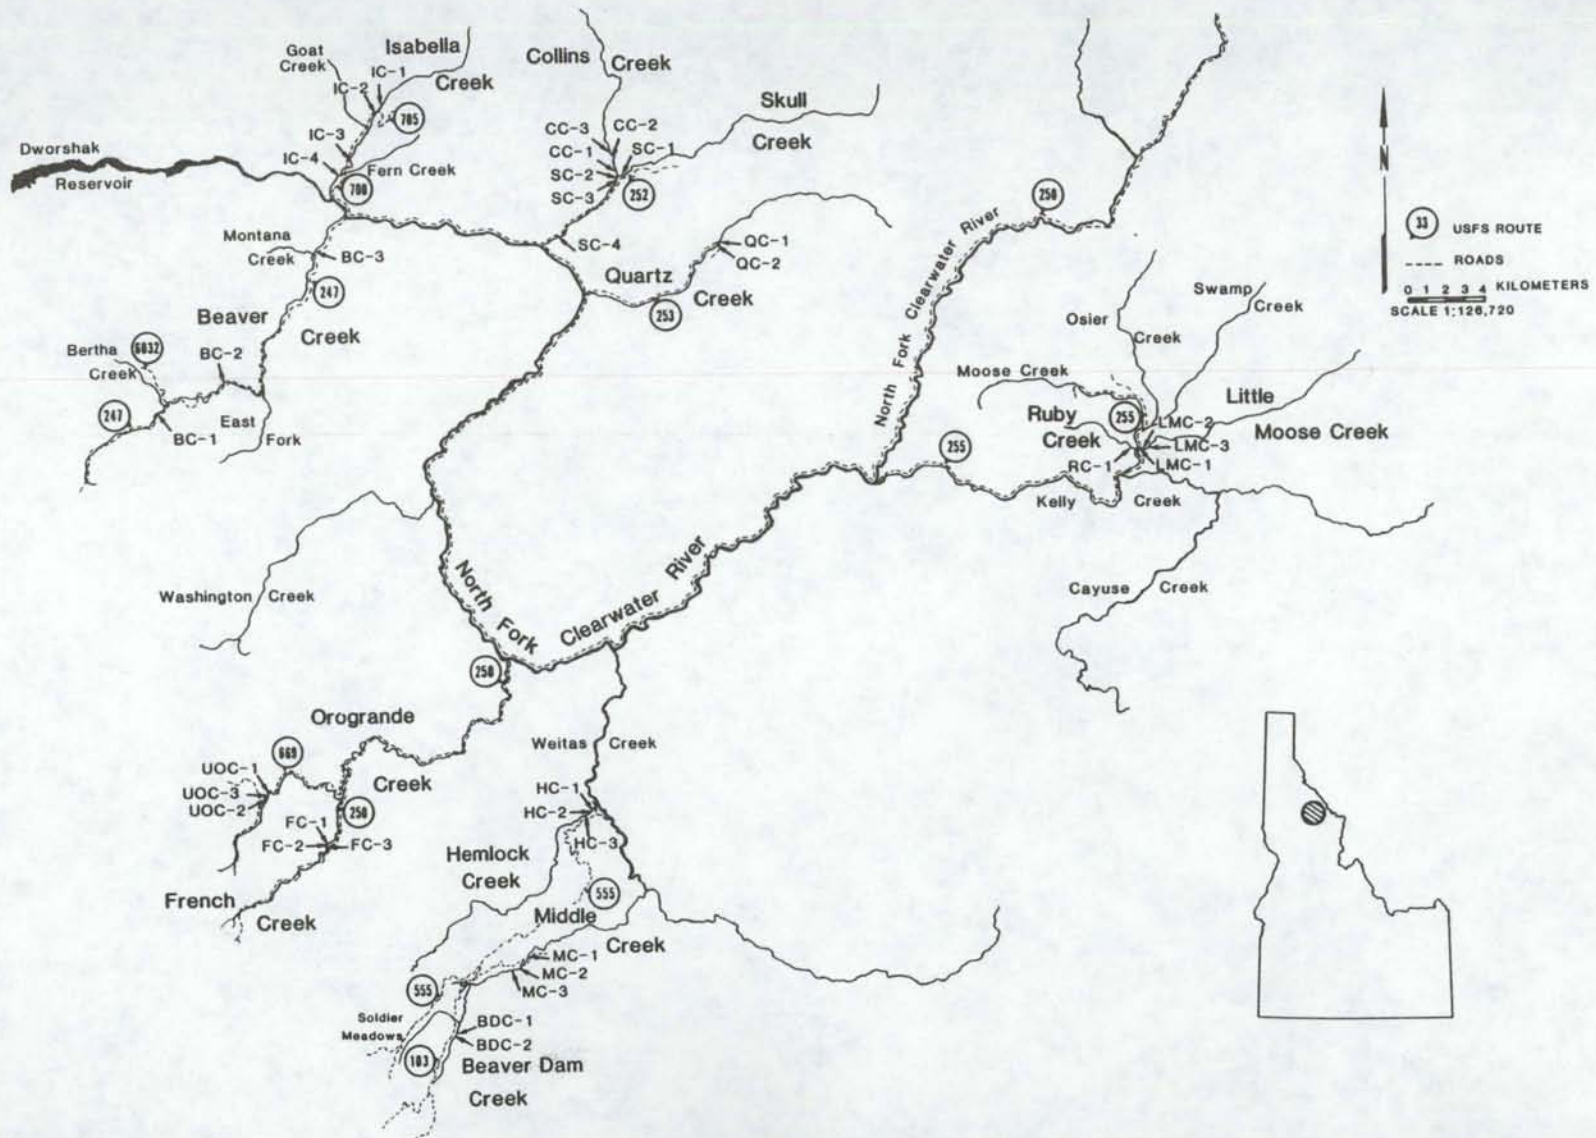 Goat
Creek
Isabella
Creek
IC-1
IC-2
705
IC-3
IC-4
Fern Creek
700
Dworshak
Reservoir
Collins
Creek
Skull
Creek
CC-3
CC-2
CC-1
SC-1
SC-2
SC-3
252
SC-4
Montana
Creek
BC-3
247
Beaver
Creek
Bertha
Creek
6032
BC-2
247
BC-1
East
Fork
Quartz
Creek
QC-1
QC-2
253
250
North Fork Clearwater River
N
33
USFS ROUTE
ROADS
0 1 2 3 4 KILOMETERS
SCALE 1:126,720
Osier
Creek
Swamp
Creek
Moose Creek
Ruby
Creek
255
Little
Moose Creek
LMC-2
LMC-3
LMC-1
RC-1
255
Kelly Creek
Cayuse Creek
Washington Creek
North
Fork
Clearwater
River
250
Orogrande
Creek
669
UOC-1
UOC-3
UOC-2
250
FC-1
FC-2
FC-3
French
Creek
Weitas Creek
HC-1
HC-2
HC-3
Hemlock
Creek
555
Middle
Creek
MC-1
MC-2
MC-3
555
Soldier
Meadows
BDC-1
BDC-2
103
Beaver Dam
Creek